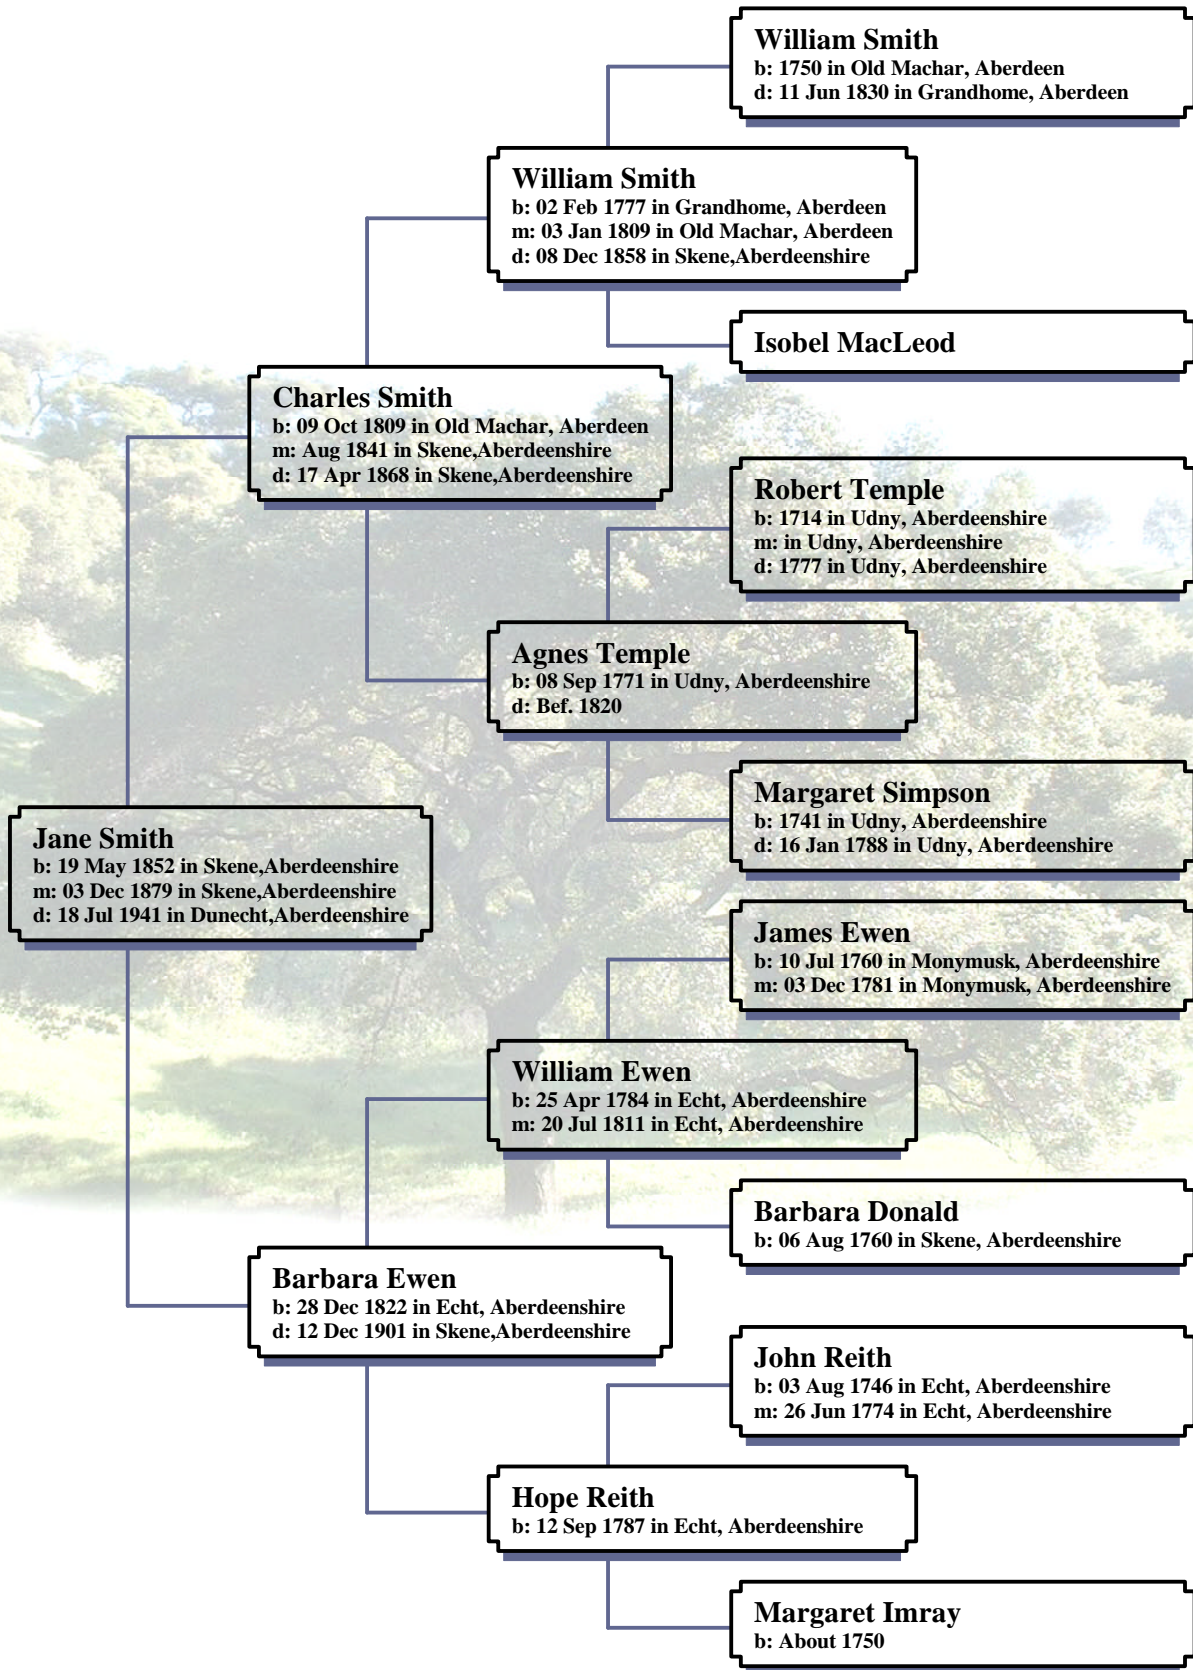 William Smith
b: 1750 in Old Machar, Aberdeen
d: 11 Jun 1830 in Grandhome, Aberdeen
William Smith
b: 02 Feb 1777 in Grandhome, Aberdeen
m: 03 Jan 1809 in Old Machar, Aberdeen
d: 08 Dec 1858 in Skene,Aberdeenshire
Isobel MacLeod
Charles Smith
b: 09 Oct 1809 in Old Machar, Aberdeen
m: Aug 1841 in Skene,Aberdeenshire
d: 17 Apr 1868 in Skene,Aberdeenshire
Robert Temple
b: 1714 in Udny, Aberdeenshire
m: in Udny, Aberdeenshire
d: 1777 in Udny, Aberdeenshire
Agnes Temple
b: 08 Sep 1771 in Udny, Aberdeenshire
d: Bef. 1820
Margaret Simpson
b: 1741 in Udny, Aberdeenshire
d: 16 Jan 1788 in Udny, Aberdeenshire
Jane Smith
b: 19 May 1852 in Skene,Aberdeenshire
m: 03 Dec 1879 in Skene,Aberdeenshire
d: 18 Jul 1941 in Dunecht,Aberdeenshire
James Ewen
b: 10 Jul 1760 in Monymusk, Aberdeenshire
m: 03 Dec 1781 in Monymusk, Aberdeenshire
William Ewen
b: 25 Apr 1784 in Echt, Aberdeenshire
m: 20 Jul 1811 in Echt, Aberdeenshire
Barbara Donald
b: 06 Aug 1760 in Skene, Aberdeenshire
Barbara Ewen
b: 28 Dec 1822 in Echt, Aberdeenshire
d: 12 Dec 1901 in Skene,Aberdeenshire
John Reith
b: 03 Aug 1746 in Echt, Aberdeenshire
m: 26 Jun 1774 in Echt, Aberdeenshire
Hope Reith
b: 12 Sep 1787 in Echt, Aberdeenshire
Margaret Imray
b: About 1750